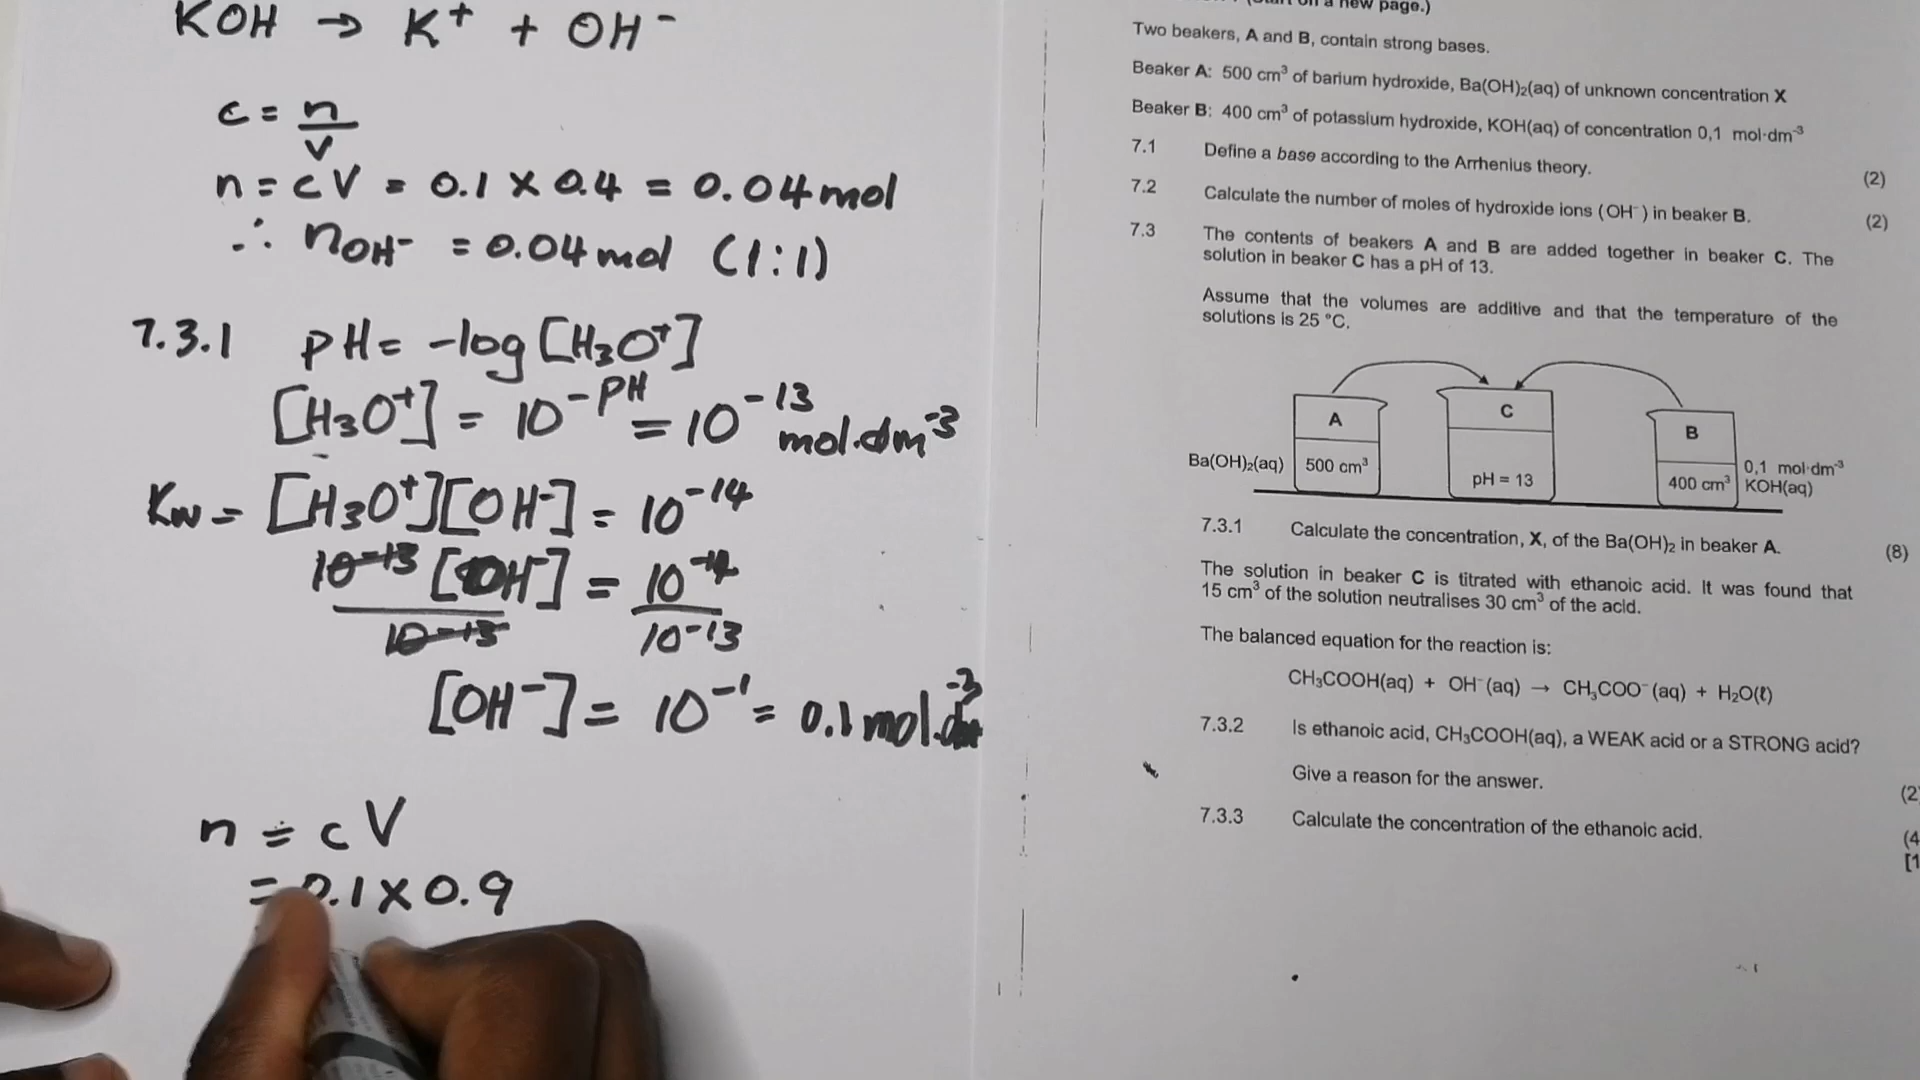 KOH → K⁺ + OH⁻
c = n/v
n = cV = 0.1 × 0.4 = 0.04 mol
∴ nOH⁻ = 0.04 mol (1:1)
7.3.1 pH = -log [H₃O⁺]
[H₃O⁺] = 10^-PH = 10⁻¹³ mol.dm⁻³
Kw = [H₃O⁺][OH⁻] = 10⁻¹⁴
10⁻¹³ [OH⁻] / 10⁻¹³ = 10⁻¹⁴ / 10⁻¹³
[OH⁻] = 10⁻¹ = 0.1 mol.dm⁻³
n = cV
= 0.1 × 0.9
a new page.)
Two beakers, A and B, contain strong bases.
Beaker A: 500 cm³ of barium hydroxide, Ba(OH)₂(aq) of unknown concentration X
Beaker B: 400 cm³ of potassium hydroxide, KOH(aq) of concentration 0,1 mol·dm⁻³
7.1 Define a base according to the Arrhenius theory. (2)
7.2 Calculate the number of moles of hydroxide ions (OH⁻) in beaker B. (2)
7.3 The contents of beakers A and B are added together in beaker C. The
solution in beaker C has a pH of 13.
Assume that the volumes are additive and that the temperature of the
solutions is 25 °C.
A
C
B
Ba(OH)₂(aq) 500 cm³
pH = 13
400 cm³
0,1 mol·dm⁻³
KOH(aq)
7.3.1 Calculate the concentration, X, of the Ba(OH)₂ in beaker A. (8)
The solution in beaker C is titrated with ethanoic acid. It was found that
15 cm³ of the solution neutralises 30 cm³ of the acid.
The balanced equation for the reaction is:
CH₃COOH(aq) + OH⁻(aq) → CH₃COO⁻(aq) + H₂O(ℓ)
7.3.2 Is ethanoic acid, CH₃COOH(aq), a WEAK acid or a STRONG acid?
Give a reason for the answer. (2
7.3.3 Calculate the concentration of the ethanoic acid. (4
[1